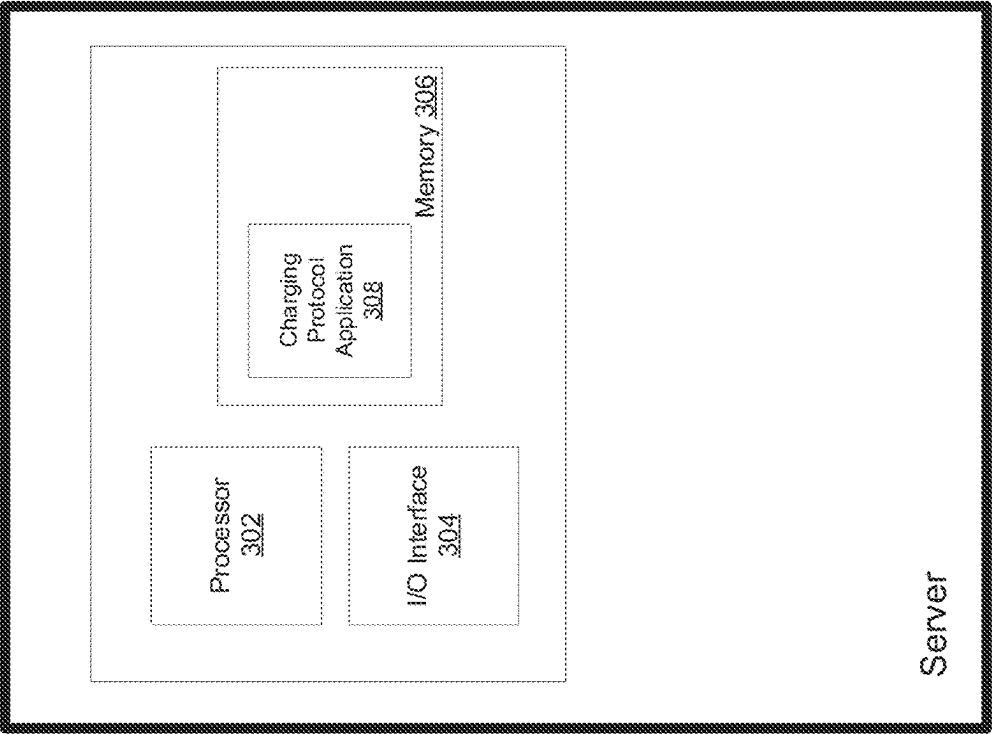 Processor
302
I/O Interface
304
Charging
Protocol
Application
308
Memory 306
Server